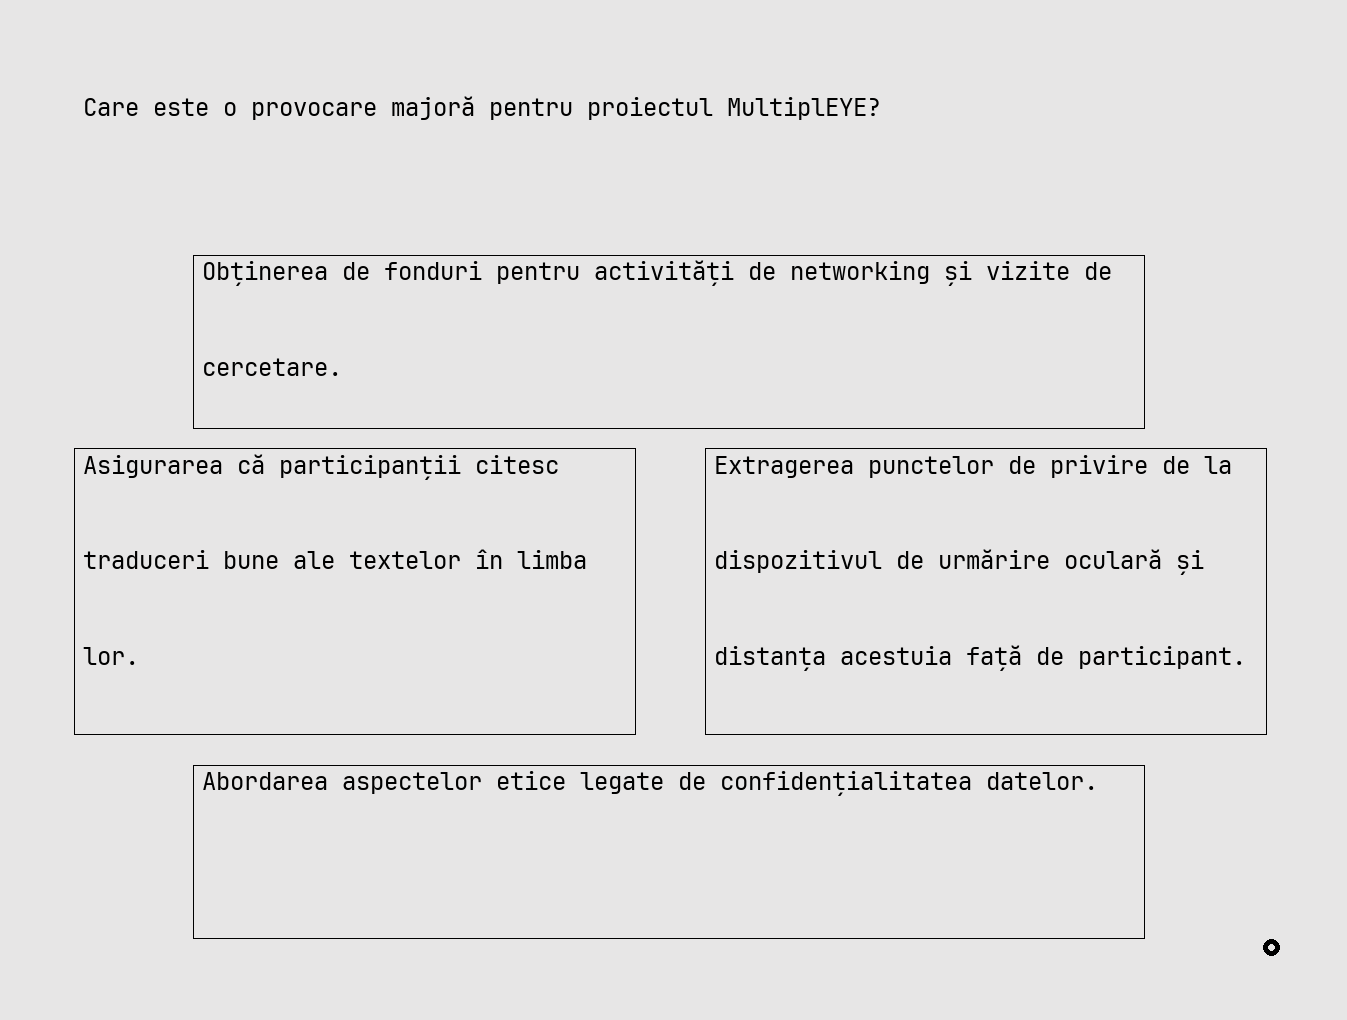 Care este o provocare majoră pentru proiectul MultiplEYE?
Obținerea de fonduri pentru activități de networking și vizite de
cercetare.
Asigurarea că participanții citesc
traduceri bune ale textelor în limba
lor.
Extragerea punctelor de privire de la
dispozitivul de urmărire oculară și
distanța acestuia față de participant.
Abordarea aspectelor etice legate de confidențialitatea datelor.